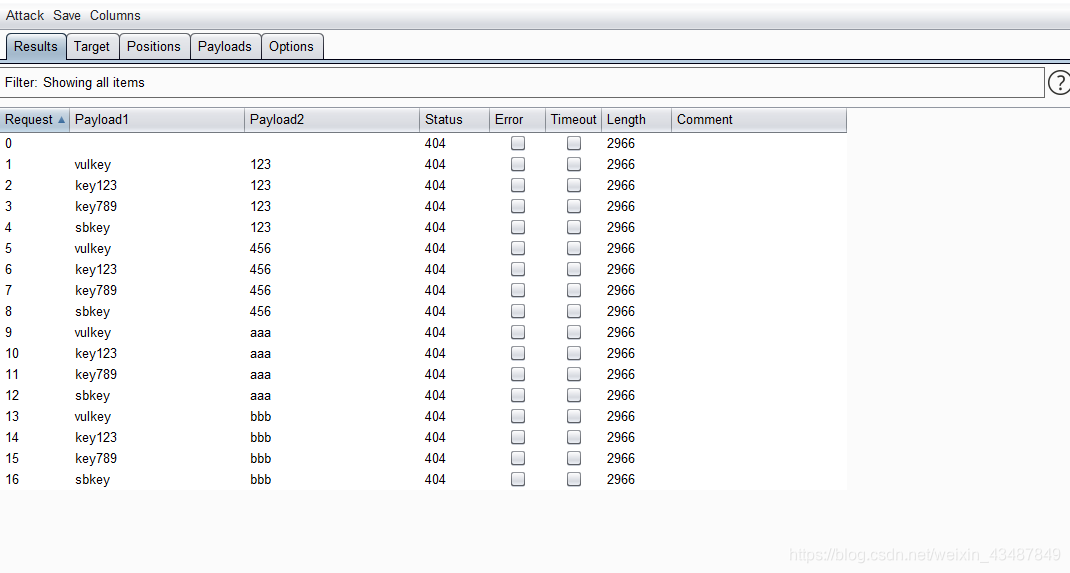 Attack Save Columns
Results Target Positions Payloads Options
Filter: Showing all items ?
Request Payload1 Payload2 Status Error Timeout Length Comment
0 404 2966
1 vulkey 123 404 2966
2 key123 123 404 2966
3 key789 123 404 2966
4 sbkey 123 404 2966
5 vulkey 456 404 2966
6 key123 456 404 2966
7 key789 456 404 2966
8 sbkey 456 404 2966
9 vulkey aaa 404 2966
10 key123 aaa 404 2966
11 key789 aaa 404 2966
12 sbkey aaa 404 2966
13 vulkey bbb 404 2966
14 key123 bbb 404 2966
15 key789 bbb 404 2966
16 sbkey bbb 404 2966
https://blog.csdn.net/weixin_43487849